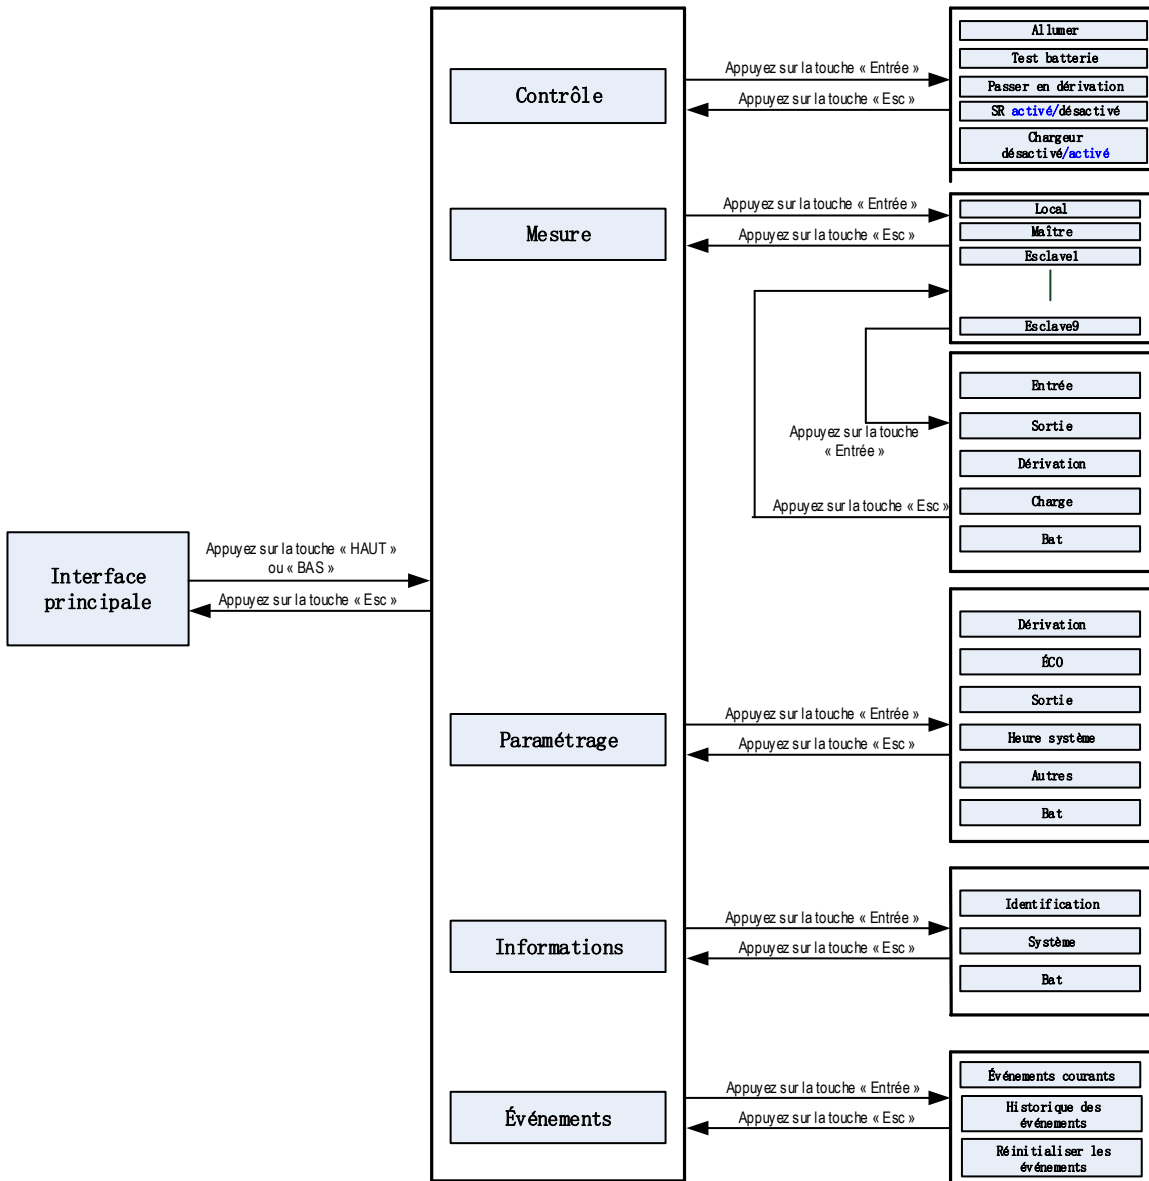 Interface
principale
Appuyez sur la touche « HAUT »
ou « BAS »
Appuyez sur la touche « Esc »
Contrôle
Appuyez sur la touche « Entrée »
Appuyez sur la touche « Esc »
Allumer
Test batterie
Passer en dérivation
SR activé/désactivé
Chargeur
désactivé/activé
Mesure
Appuyez sur la touche « Entrée »
Appuyez sur la touche « Esc »
Local
Maître
Esclave1
Esclave9
Appuyez sur la touche
« Entrée »
Appuyez sur la touche « Esc »
Entrée
Sortie
Dérivation
Charge
Bat
Paramétrage
Appuyez sur la touche « Entrée »
Appuyez sur la touche « Esc »
Dérivation
ÉCO
Sortie
Heure système
Autres
Bat
Informations
Appuyez sur la touche « Entrée »
Appuyez sur la touche « Esc »
Identification
Système
Bat
Événements
Appuyez sur la touche « Entrée »
Appuyez sur la touche « Esc »
Événements courants
Historique des
événements
Réinitialiser les
événements